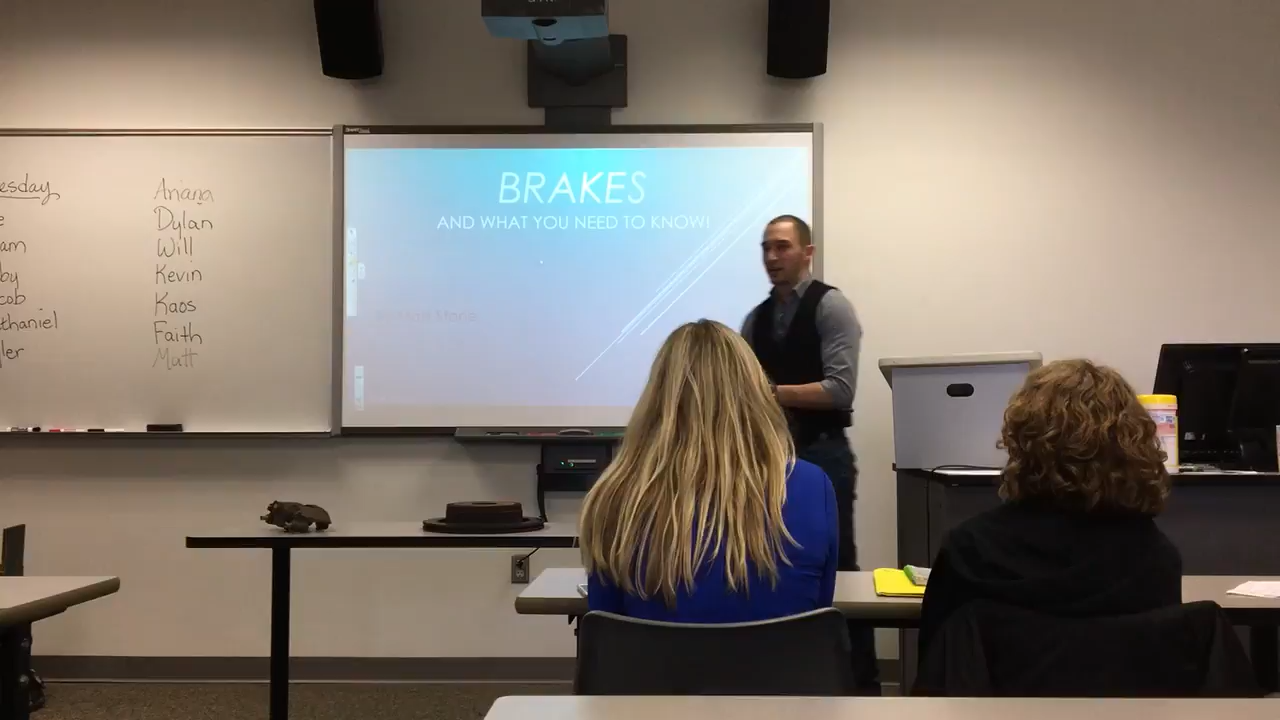 BRAKES
AND WHAT YOU NEED TO KNOW!
esday
e
am
by
cob
thaniel
ler
Ariana
Dylan
Will
Kevin
Kaos
Faith
Matt